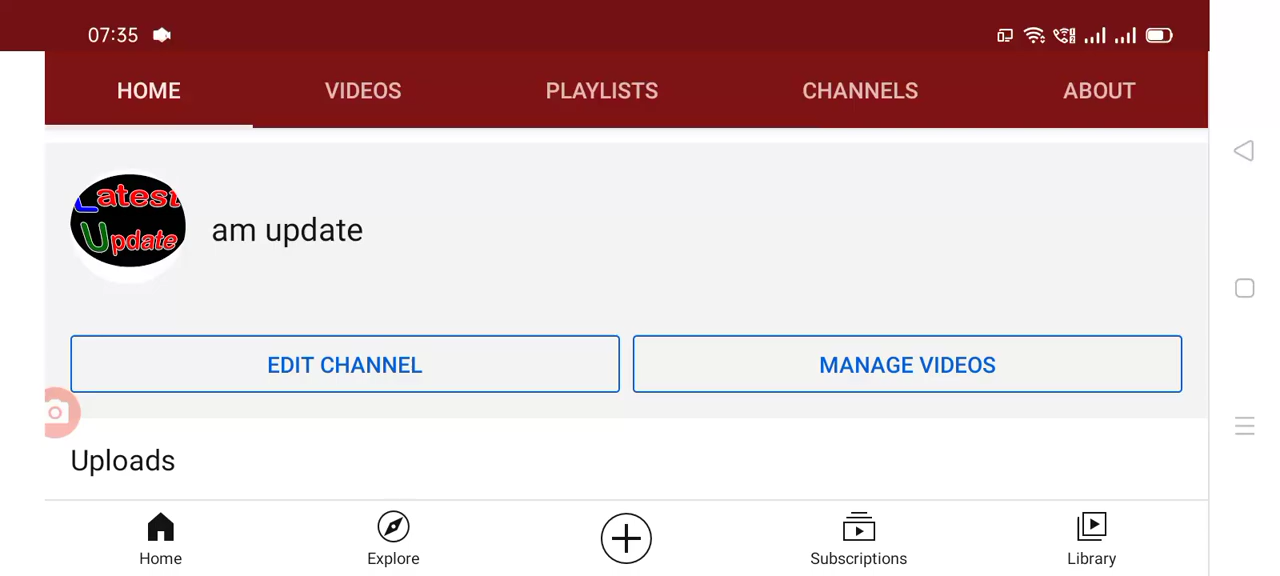 07:35
HOME VIDEOS PLAYLISTS CHANNELS ABOUT
Latest
Update
am update
EDIT CHANNEL MANAGE VIDEOS
Uploads
Home Explore Subscriptions Library